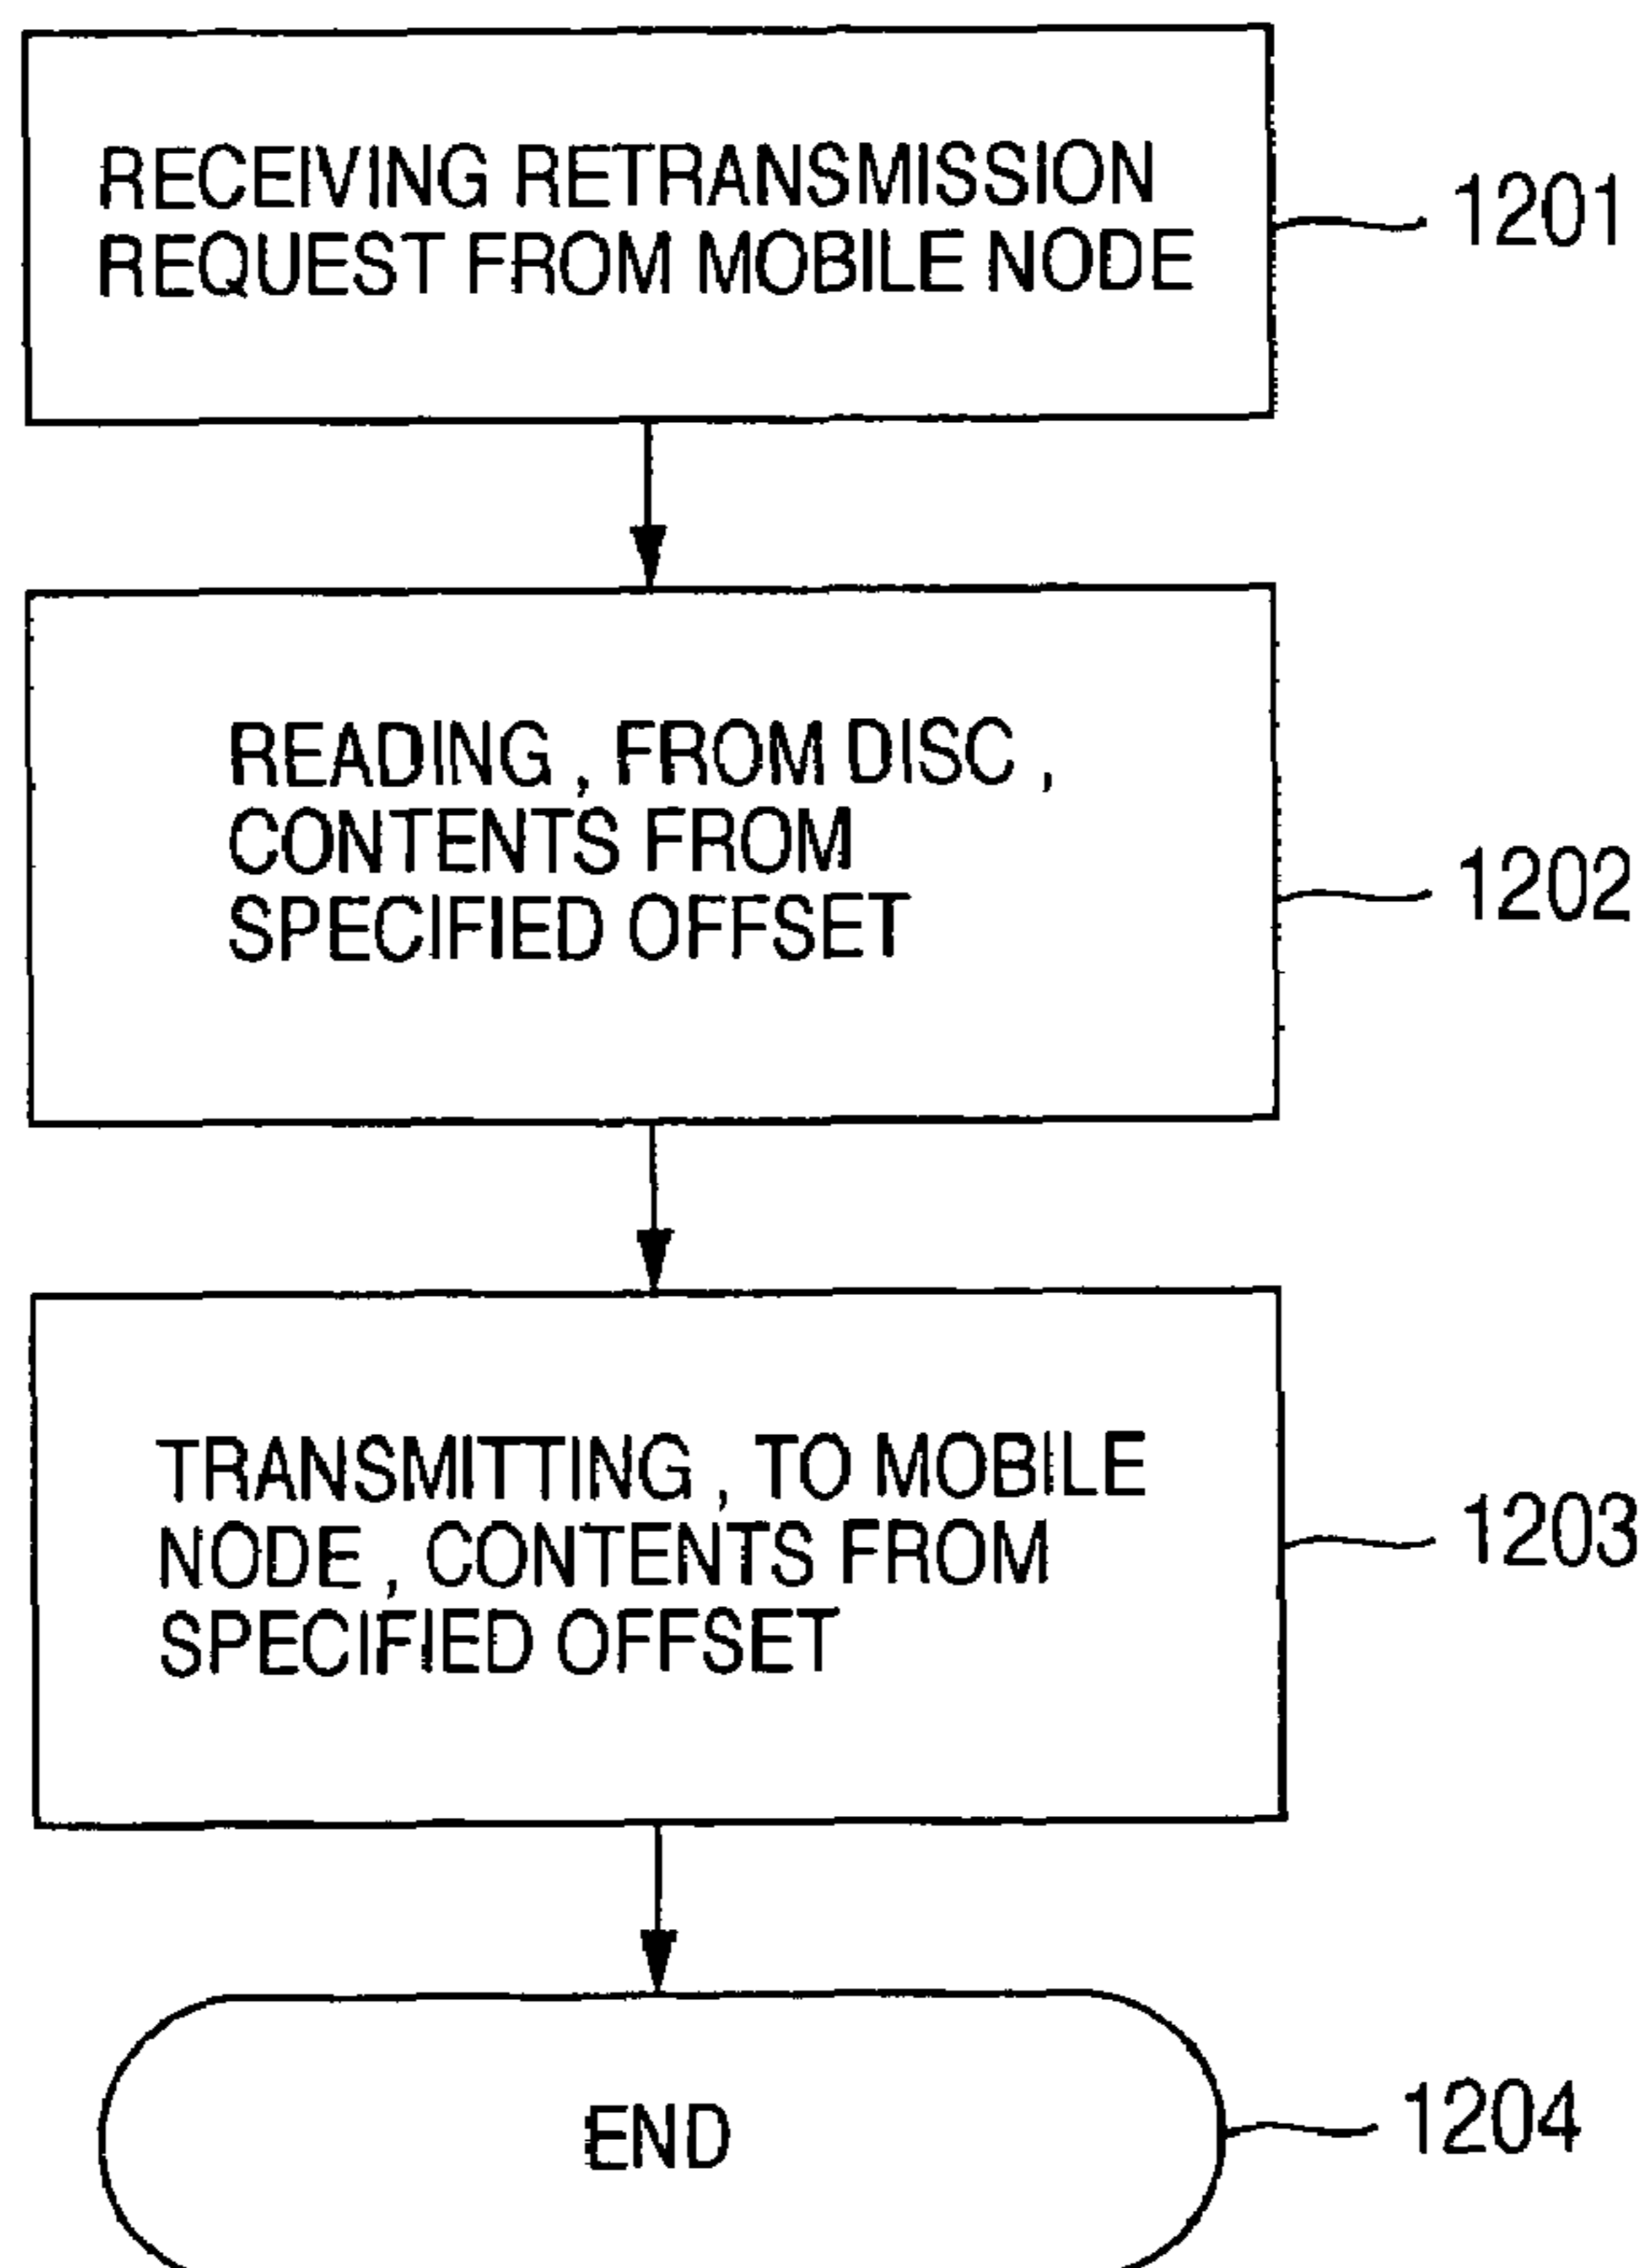 RECEIVING RETRANSMISSION
REQUEST FROM MOBILE NODE
1201
READING, FROM DISC,
CONTENTS FROM
SPECIFIED OFFSET
1202
TRANSMITTING, TO MOBILE
NODE, CONTENTS FROM
SPECIFIED OFFSET
1203
END
1204